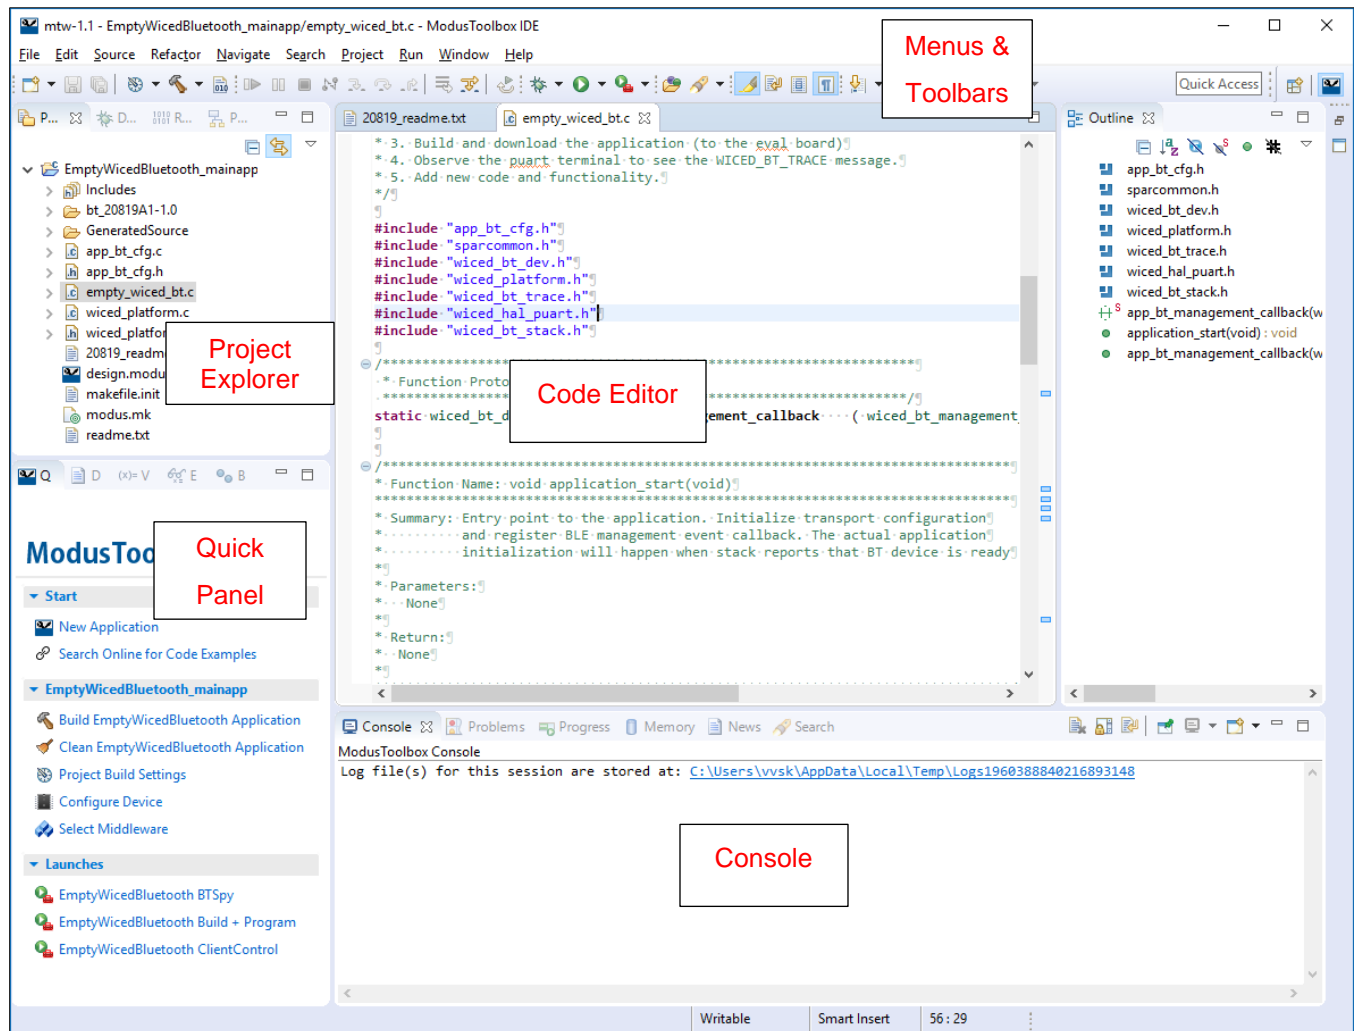 mtw-1.1 - EmptyWicedBluetooth_mainapp/empty_wiced_bt.c - ModusToolbox IDE
File Edit Source Refactor Navigate Search Project Run Window Help
Menus &
Toolbars
Quick Access
P... D... R... P...
EmptyWicedBluetooth_mainapp
Includes
bt_20819A1-1.0
GeneratedSource
app_bt_cfg.c
app_bt_cfg.h
empty_wiced_bt.c
wiced_platform.c
wiced_platfor
20819_readm
design.modu
makefile.init
modus.mk
readme.txt
Project
Explorer
20819_readme.txt empty_wiced_bt.c
* 3. Build and download the application (to the eval board)
* 4. Observe the puart terminal to see the WICED_BT_TRACE message.
* 5. Add new code and functionality.
*/
#include "app_bt_cfg.h"
#include "sparcommon.h"
#include "wiced_bt_dev.h"
#include "wiced_platform.h"
#include "wiced_bt_trace.h"
#include "wiced_hal_puart.h"
#include "wiced_bt_stack.h"
/********************************************************************
* Function Proto
********************************************************************/
static wiced_bt_d gement_callback ( wiced_bt_management_
Code Editor
/********************************************************************************
* Function Name: void application_start(void)
*********************************************************************************
* Summary: Entry point to the application. Initialize transport configuration
* and register BLE management event callback. The actual application
* initialization will happen when stack reports that BT device is ready
*
* Parameters:
* None
*
* Return:
* None
*
Outline
app_bt_cfg.h
sparcommon.h
wiced_bt_dev.h
wiced_platform.h
wiced_bt_trace.h
wiced_hal_puart.h
wiced_bt_stack.h
app_bt_management_callback(w
application_start(void) : void
app_bt_management_callback(w
Q D (x)= V E B
ModusToo
Quick
Panel
Start
New Application
Search Online for Code Examples
EmptyWicedBluetooth_mainapp
Build EmptyWicedBluetooth Application
Clean EmptyWicedBluetooth Application
Project Build Settings
Configure Device
Select Middleware
Launches
EmptyWicedBluetooth BTSpy
EmptyWicedBluetooth Build + Program
EmptyWicedBluetooth ClientControl
Console Problems Progress Memory News Search
ModusToolbox Console
Log file(s) for this session are stored at: C:\Users\vvsk\AppData\Local\Temp\Logs1960388840216893148
Console
Writable Smart Insert 56 : 29